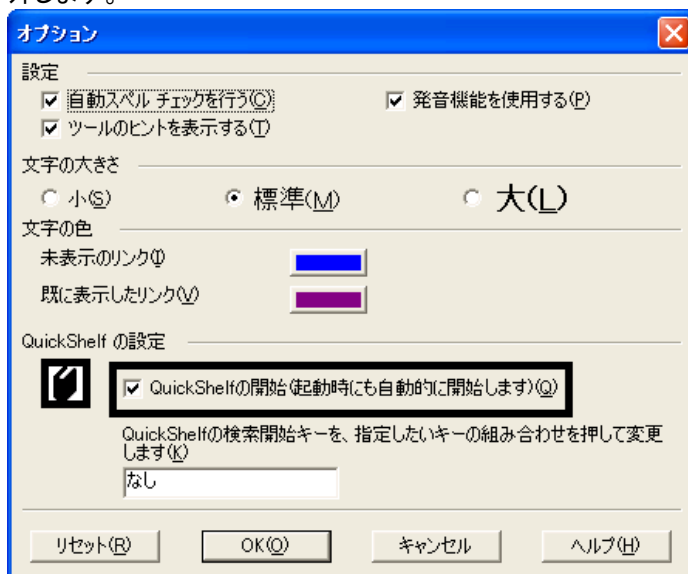 オプション
設定
自動スペル チェックを行う(C)
発音機能を使用する(P)
ツールのヒントを表示する(T)
文字の大きさ
小(S)
標準(M)
大(L)
文字の色
未表示のリンク(I)
既に表示したリンク(V)
QuickShelf の設定
QuickShelfの開始(起動時にも自動的に開始します)(Q)
QuickShelfの検索開始キーを、指定したいキーの組み合わせを押して変更
します(K)
なし
リセット(R)
OK(O)
キャンセル
ヘルプ(H)